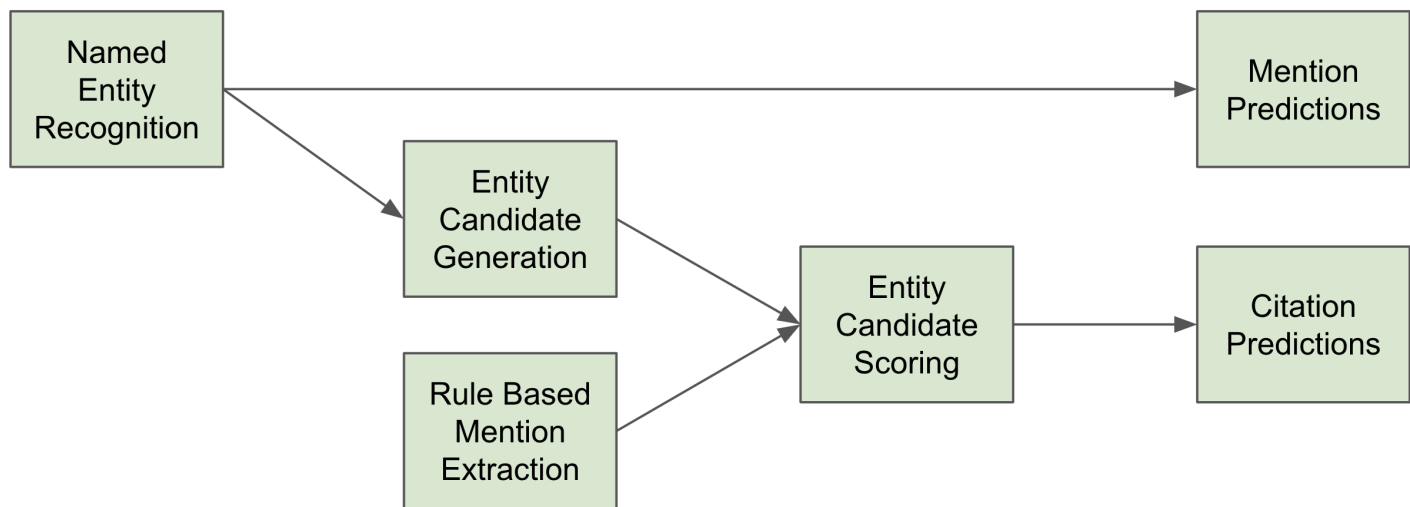 Named
Entity
Recognition
Mention
Predictions
Entity
Candidate
Generation
Entity
Candidate
Scoring
Citation
Predictions
Rule Based
Mention
Extraction